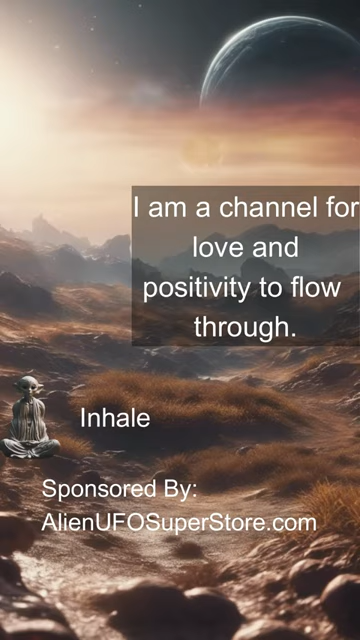 I am a channel for
love and
positivity to flow
through.
Inhale
Sponsored By:
AlienUFOSuperStore.com